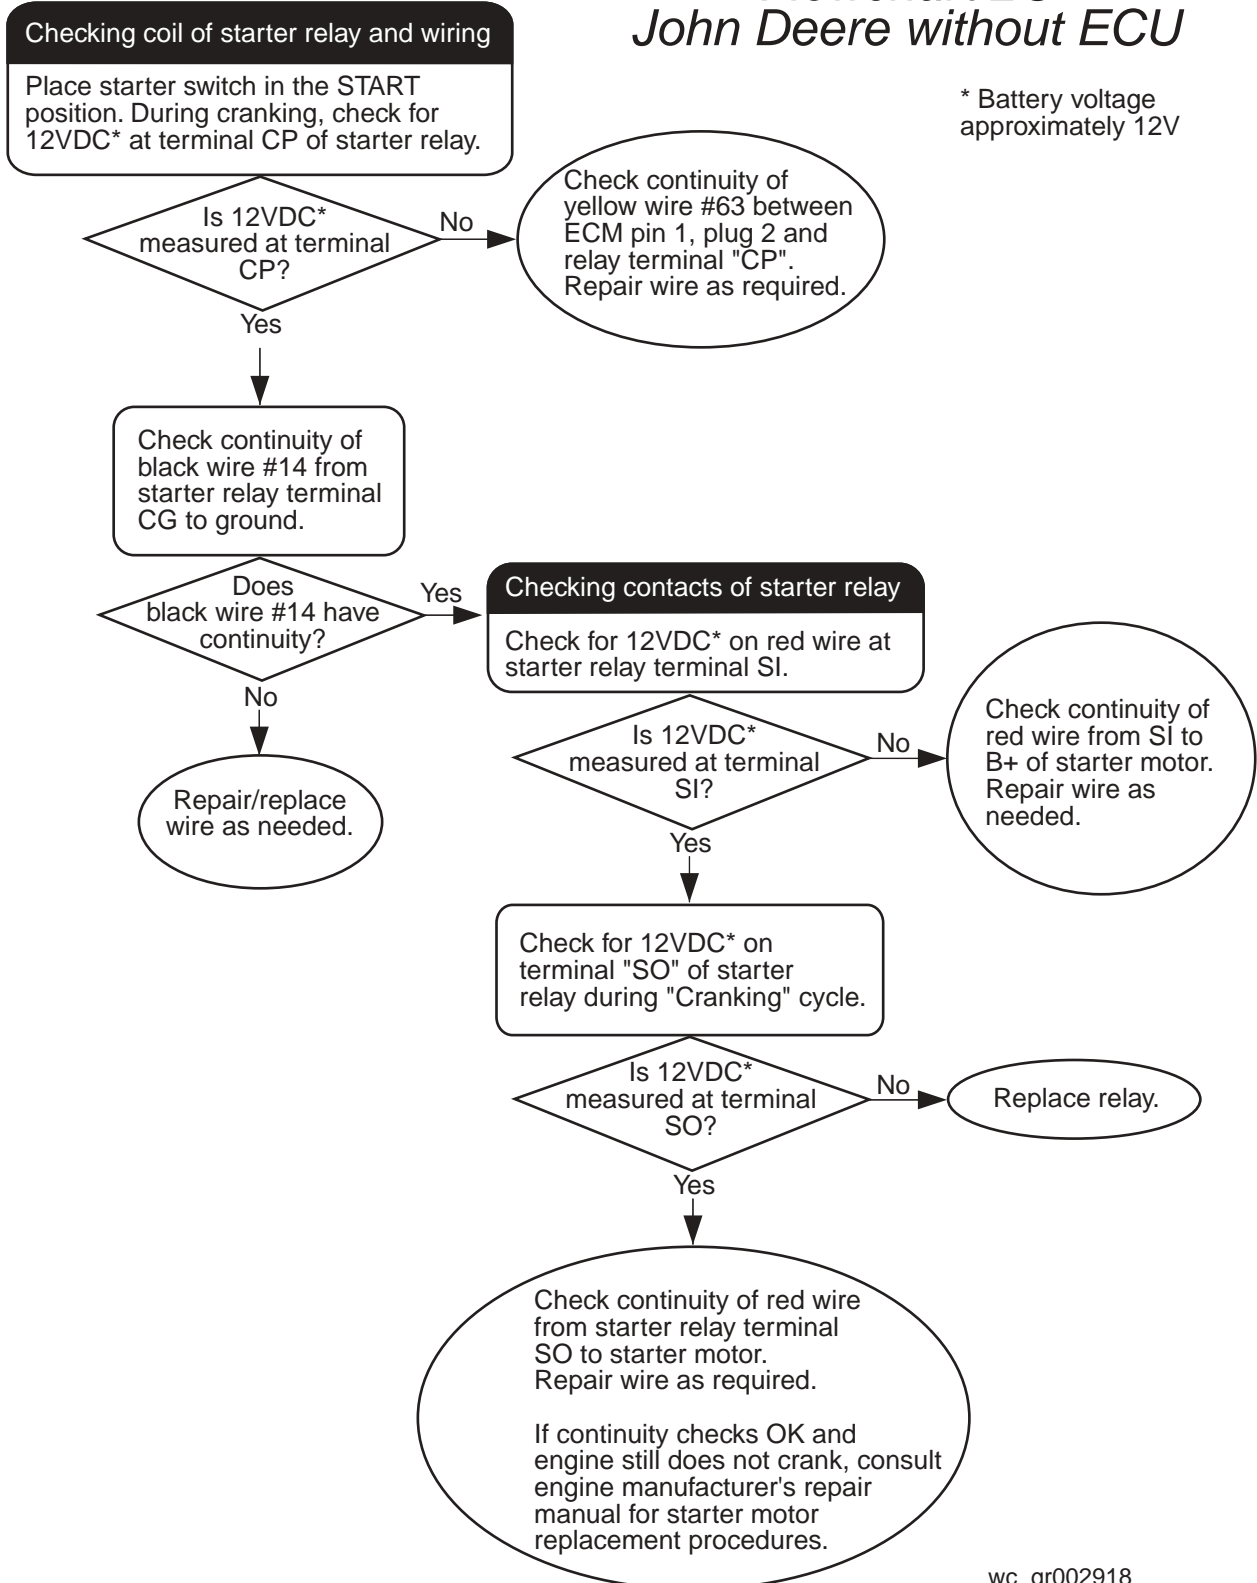 John Deere without ECU
* Battery voltage
approximately 12V
Checking coil of starter relay and wiring
Place starter switch in the START
position. During cranking, check for
12VDC* at terminal CP of starter relay.
Is 12VDC*
measured at terminal
CP?
No
Check continuity of
yellow wire #63 between
ECM pin 1, plug 2 and
relay terminal "CP".
Repair wire as required.
Yes
Check continuity of
black wire #14 from
starter relay terminal
CG to ground.
Does
black wire #14 have
continuity?
Yes
No
Repair/replace
wire as needed.
Checking contacts of starter relay
Check for 12VDC* on red wire at
starter relay terminal SI.
Is 12VDC*
measured at terminal
SI?
No
Check continuity of
red wire from SI to
B+ of starter motor.
Repair wire as
needed.
Yes
Check for 12VDC* on
terminal "SO" of starter
relay during "Cranking" cycle.
Is 12VDC*
measured at terminal
SO?
No
Replace relay.
Yes
Check continuity of red wire
from starter relay terminal
SO to starter motor.
Repair wire as required.
If continuity checks OK and
engine still does not crank, consult
engine manufacturer's repair
manual for starter motor
replacement procedures.
wc_gr002918